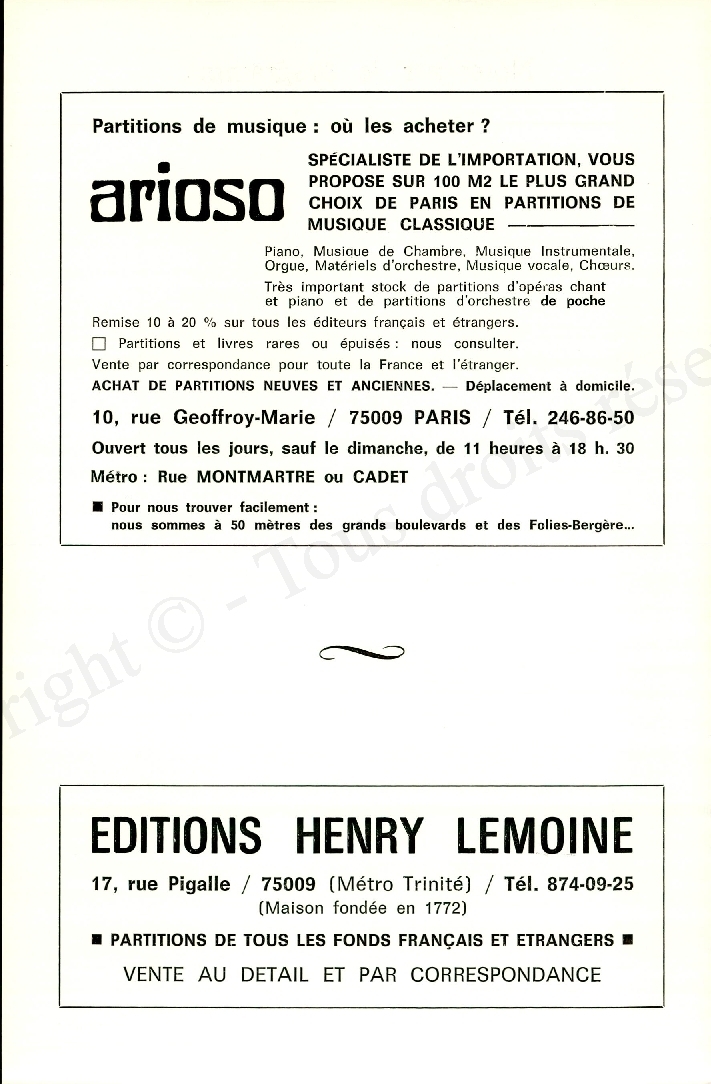 Partitions de musique : où les acheter ?
arioso
SPÉCIALISTE DE L'IMPORTATION, VOUS
PROPOSE SUR 100 M2 LE PLUS GRAND
CHOIX DE PARIS EN PARTITIONS DE
MUSIQUE CLASSIQUE
Piano, Musique de Chambre, Musique Instrumentale,
Orgue, Matériels d'orchestre, Musique vocale, Chœurs.
Très important stock de partitions d'opéras chant
et piano et de partitions d'orchestre de poche
Remise 10 à 20 % sur tous les éditeurs français et étrangers.
□ Partitions et livres rares ou épuisés : nous consulter.
Vente par correspondance pour toute la France et l'étranger.
ACHAT DE PARTITIONS NEUVES ET ANCIENNES. — Déplacement à domicile.
10, rue Geoffroy-Marie / 75009 PARIS / Tél. 246-86-50
Ouvert tous les jours, sauf le dimanche, de 11 heures à 18 h. 30
Métro : Rue MONTMARTRE ou CADET
■ Pour nous trouver facilement :
nous sommes à 50 mètres des grands boulevards et des Folies-Bergère...
right © - Tous droits rése
EDITIONS HENRY LEMOINE
17, rue Pigalle / 75009 (Métro Trinité) / Tél. 874-09-25
(Maison fondée en 1772)
■ PARTITIONS DE TOUS LES FONDS FRANÇAIS ET ETRANGERS ■
VENTE AU DETAIL ET PAR CORRESPONDANCE